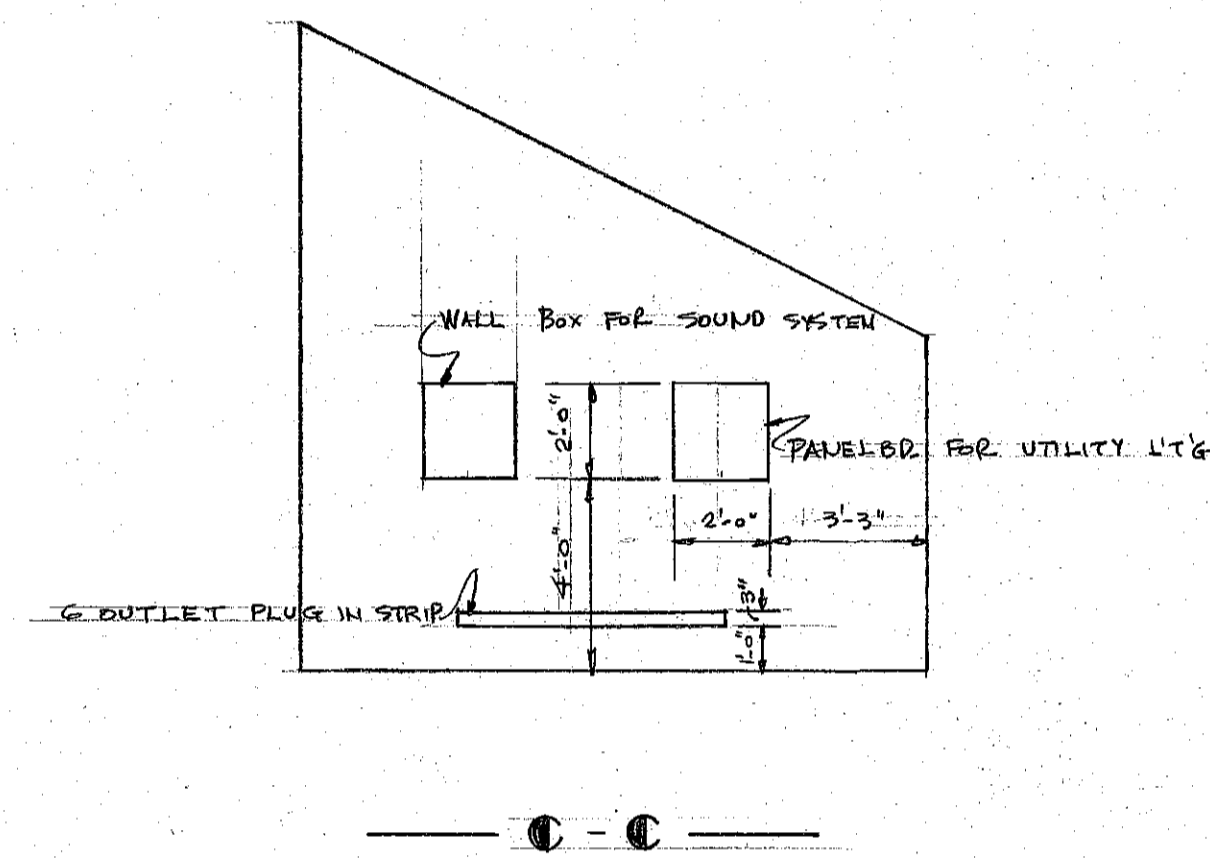 WALL BOX FOR SOUND SYSTEM
2'-0"
PANELBD. FOR UTILITY L'T'G
2'-0"
3'-3"
4'-0"
6 OUTLET PLUG IN STRIP
3"
1'-0"
C - C